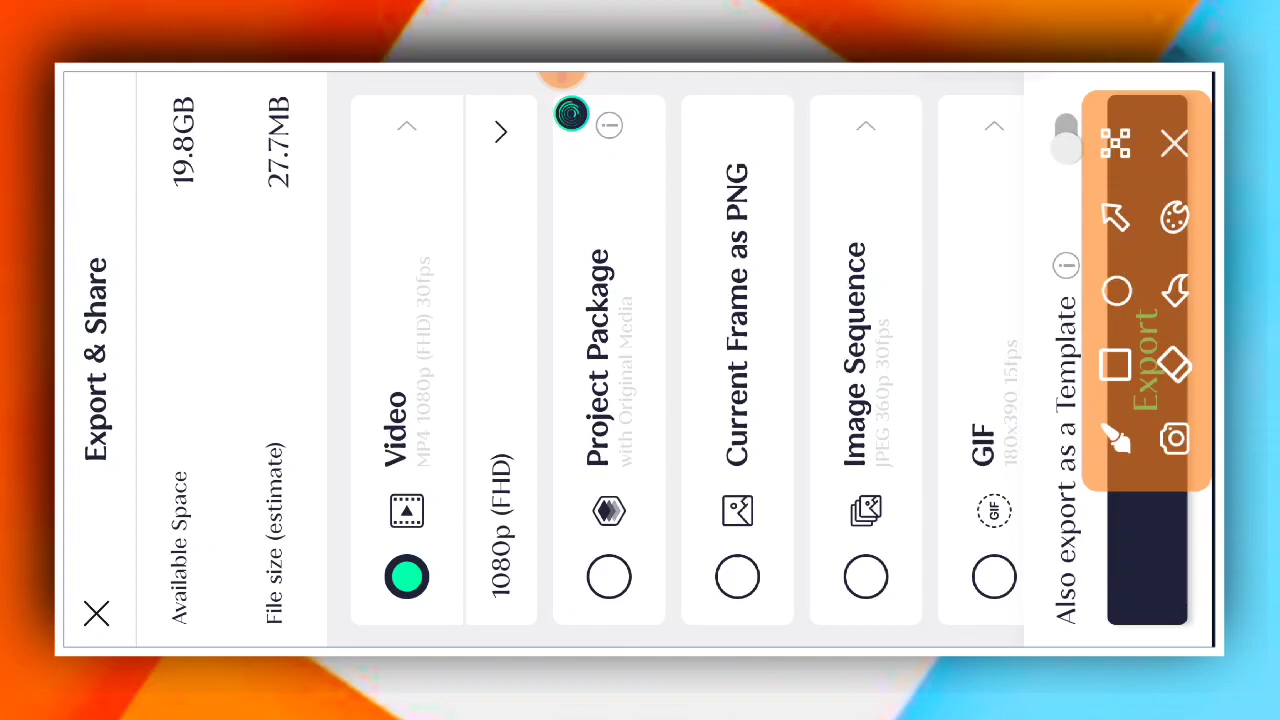 Export & Share
Available Space 19.8GB
File size (estimate) 27.7MB
Video
MP4 1080p (FHD) 30fps
1080p (FHD)
Project Package
with Original Media
Current Frame as PNG
Image Sequence
JPEG 360p 30fps
GIF
GIF
180x390 15fps
Also export as a Template
Export